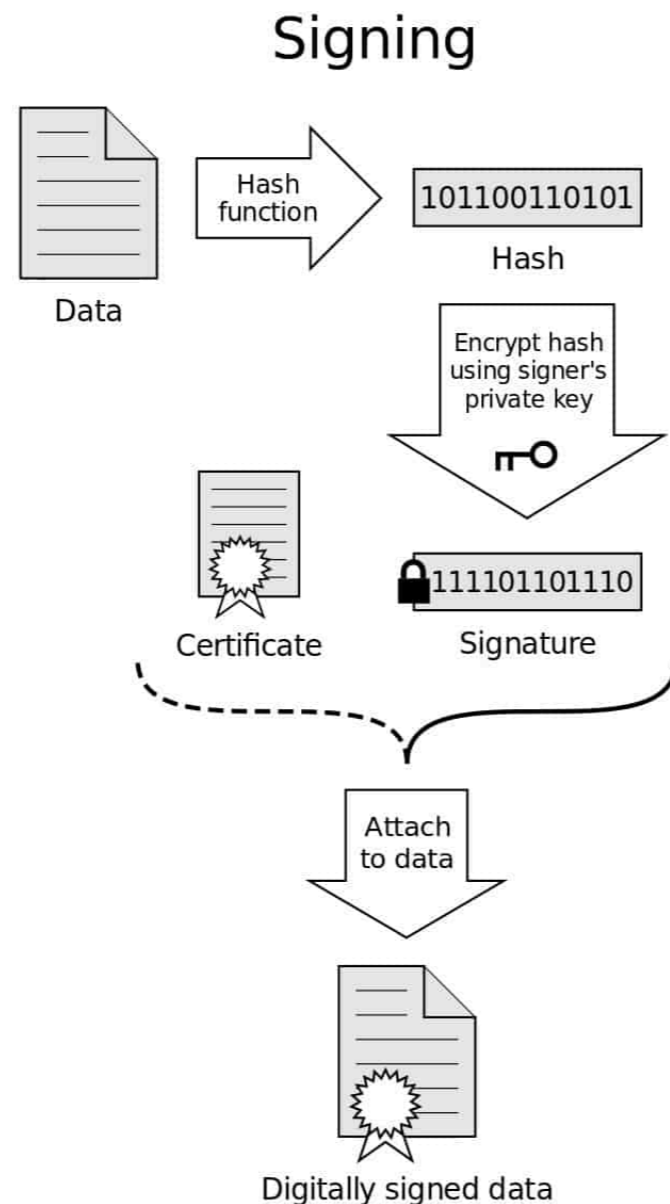 Signing
Hash
function
101100110101
Data
Hash
Encrypt hash
using signer's
private key
111101101110
Certificate
Signature
Attach
to data
Digitally signed data